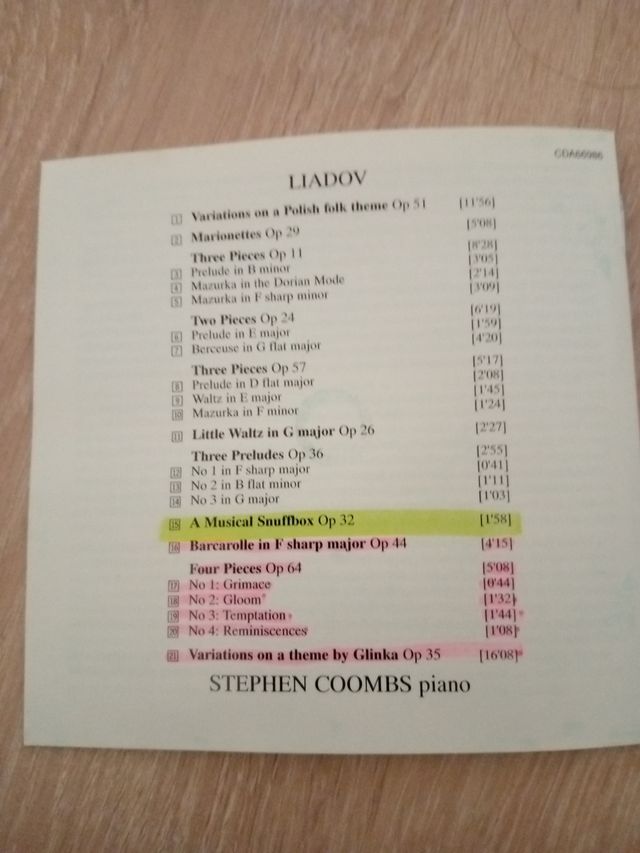 CDA66986
LIADOV
1 Variations on a Polish folk theme Op 51 [11'56]
2 Marionettes Op 29 [5'08]
Three Pieces Op 11 [8'28]
3 Prelude in B minor [3'05]
4 Mazurka in the Dorian Mode [2'14]
5 Mazurka in F sharp minor [3'09]
Two Pieces Op 24 [6'19]
6 Prelude in E major [1'59]
7 Berceuse in G flat major [4'20]
Three Pieces Op 57 [5'17]
8 Prelude in D flat major [2'08]
9 Waltz in E major [1'45]
10 Mazurka in F minor [1'24]
11 Little Waltz in G major Op 26 [2'27]
Three Preludes Op 36 [2'55]
12 No 1 in F sharp major [0'41]
13 No 2 in B flat minor [1'11]
14 No 3 in G major [1'03]
15 A Musical Snuffbox Op 32 [1'58]
16 Barcarolle in F sharp major Op 44 [4'15]
Four Pieces Op 64 [5'08]
17 No 1: Grimace [0'44]
18 No 2: Gloom [1'32]
19 No 3: Temptation [1'44]
20 No 4: Reminiscences [1'08]
21 Variations on a theme by Glinka Op 35 [16'08]
STEPHEN COOMBS piano